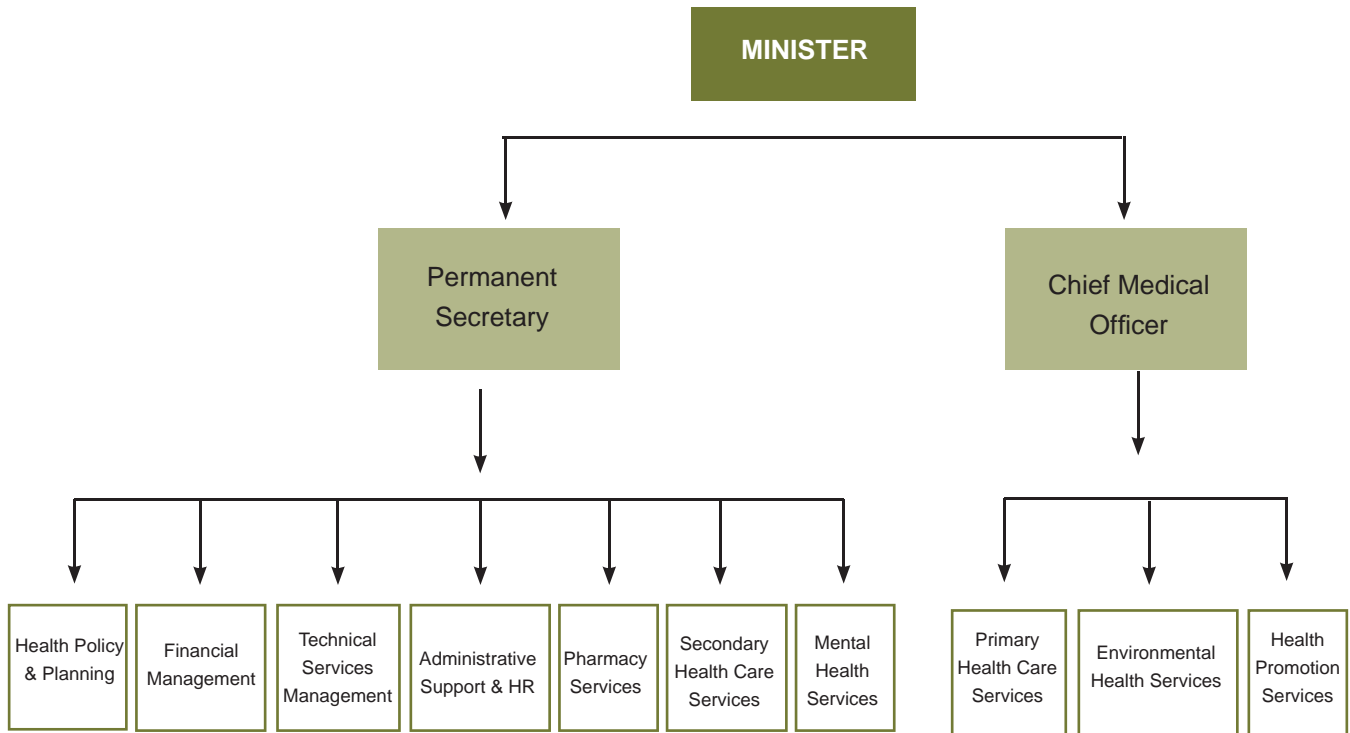 MINISTER
Permanent
Secretary
Chief Medical
Officer
Health Policy
& Planning
Financial
Management
Technical
Services
Management
Administrative
Support & HR
Pharmacy
Services
Secondary
Health Care
Services
Mental
Health
Services
Primary
Health Care
Services
Environmental
Health Services
Health
Promotion
Services